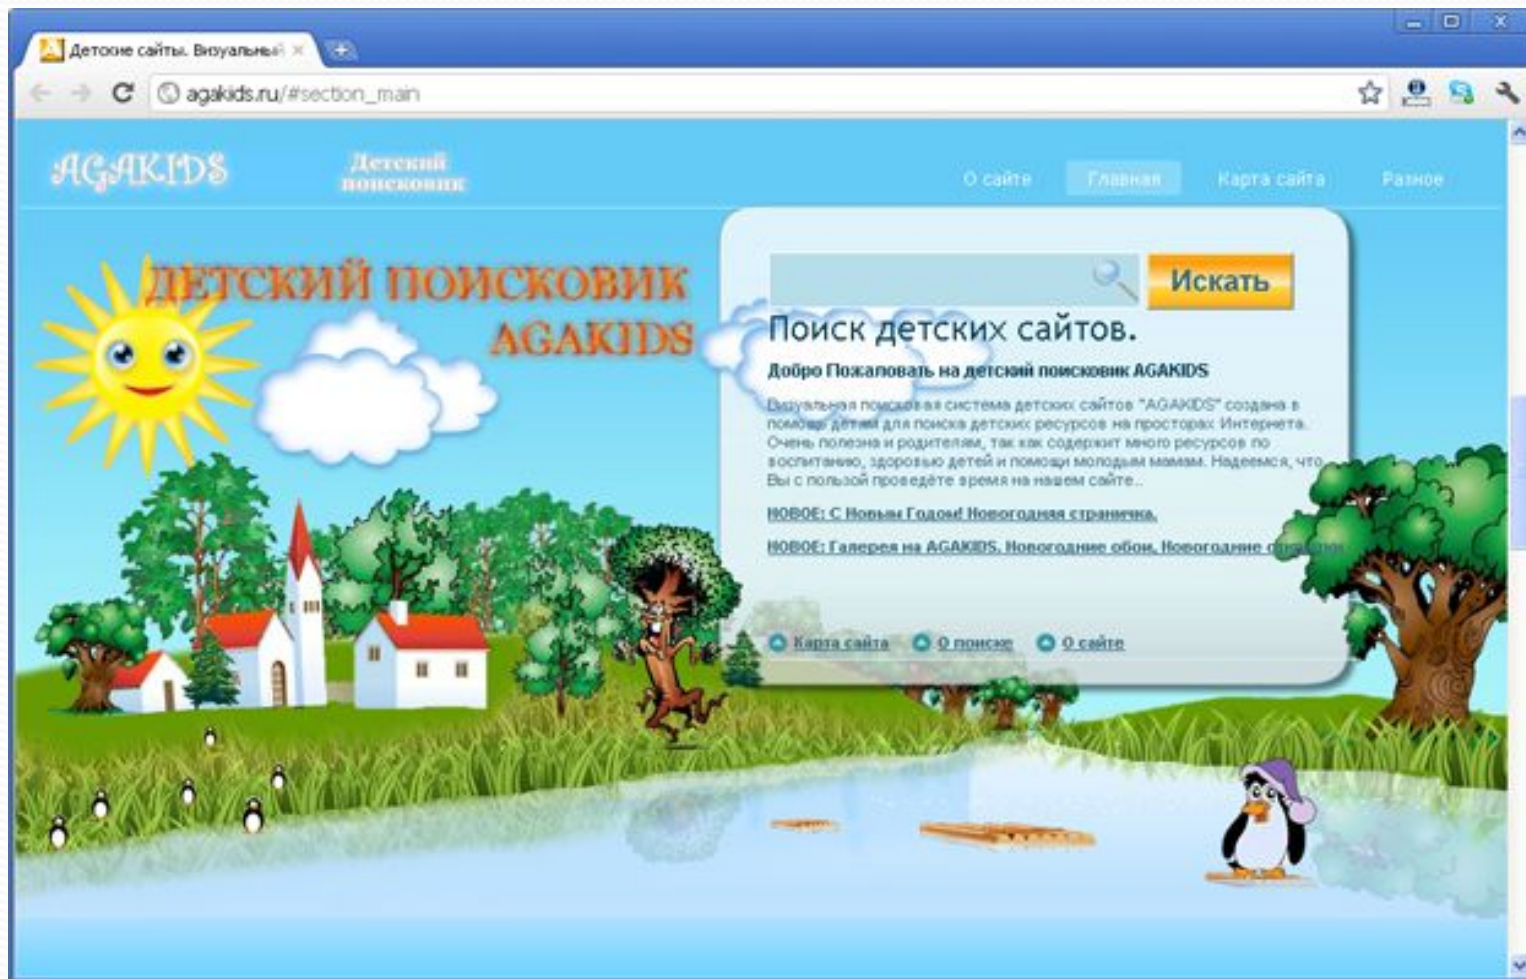 Детские сайты. Визуальный
agakids.ru/#section_main
AGAKIDS
Детский
поисковик
О сайте Главная Карта сайта Разное
ДЕТСКИЙ ПОИСКОВИК
AGAKIDS
Искать
Поиск детских сайтов.
Добро Пожаловать на детский поисковик AGAKIDS
Визуальная поисковая система детских сайтов "AGAKIDS" создана в
помощь детям для поиска детских ресурсов на просторах Интернета.
Очень полезна и родителям, так как содержит много ресурсов по
воспитанию, здоровью детей и помощи молодым мамам. Надеемся, что
Вы с пользой проведёте время на нашем сайте..
НОВОЕ: С Новым Годом! Новогодняя страничка.
НОВОЕ: Галерея на AGAKIDS. Новогодние обои, Новогодние
Карта сайта О поиске О сайте